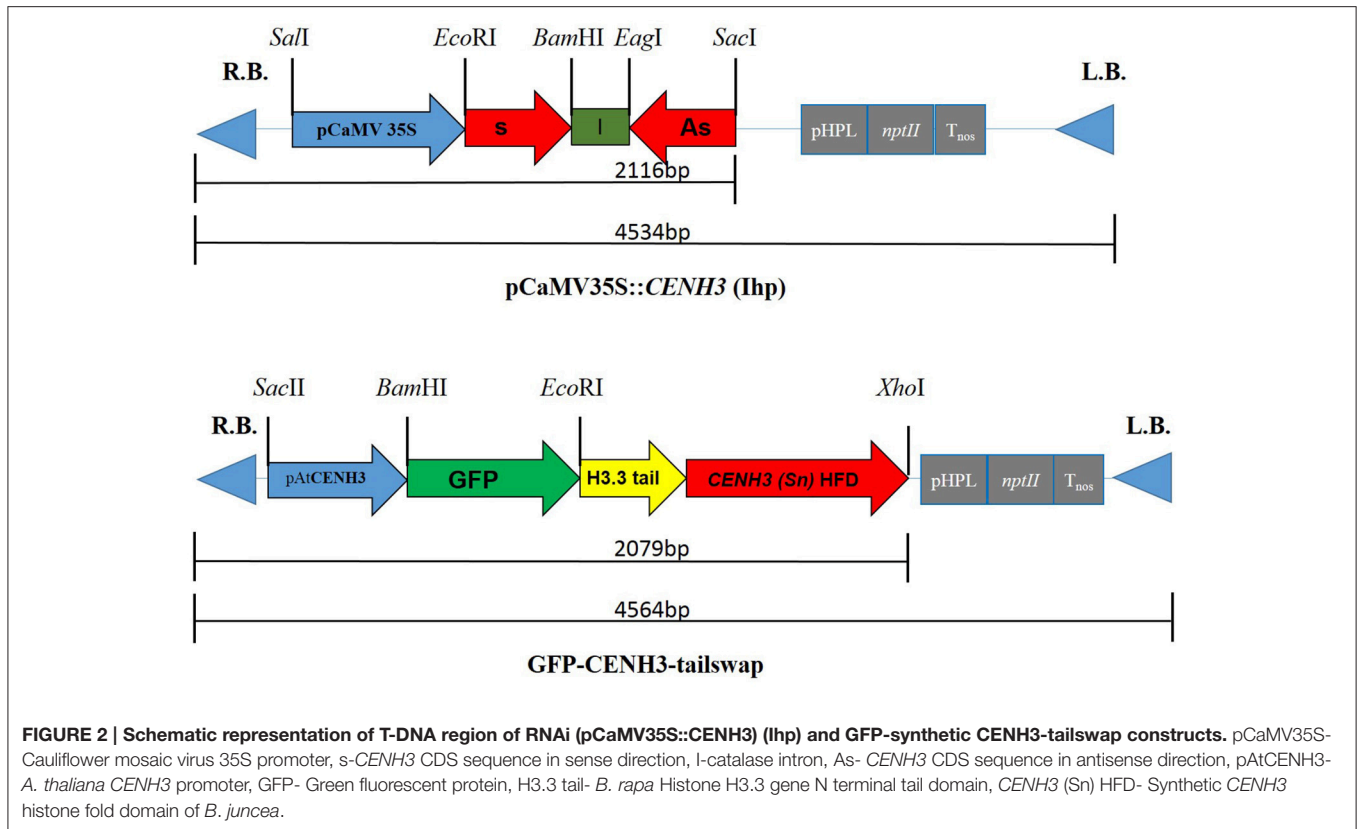 SalI EcoRI BamHI EagI SacI
R.B. L.B.
pCaMV 35S s I As pHPL nptII Tnos
2116bp
4534bp
pCaMV35S::CENH3 (Ihp)
SacII BamHI EcoRI XhoI
R.B. L.B.
pAtCENH3 GFP H3.3 tail CENH3 (Sn) HFD pHPL nptII Tnos
2079bp
4564bp
GFP-CENH3-tailswap
FIGURE 2 | Schematic representation of T-DNA region of RNAi (pCaMV35S::CENH3) (Ihp) and GFP-synthetic CENH3-tailswap constructs. pCaMV35S-
Cauliflower mosaic virus 35S promoter, s-CENH3 CDS sequence in sense direction, I-catalase intron, As- CENH3 CDS sequence in antisense direction, pAtCENH3-
A. thaliana CENH3 promoter, GFP- Green fluorescent protein, H3.3 tail- B. rapa Histone H3.3 gene N terminal tail domain, CENH3 (Sn) HFD- Synthetic CENH3
histone fold domain of B. juncea.